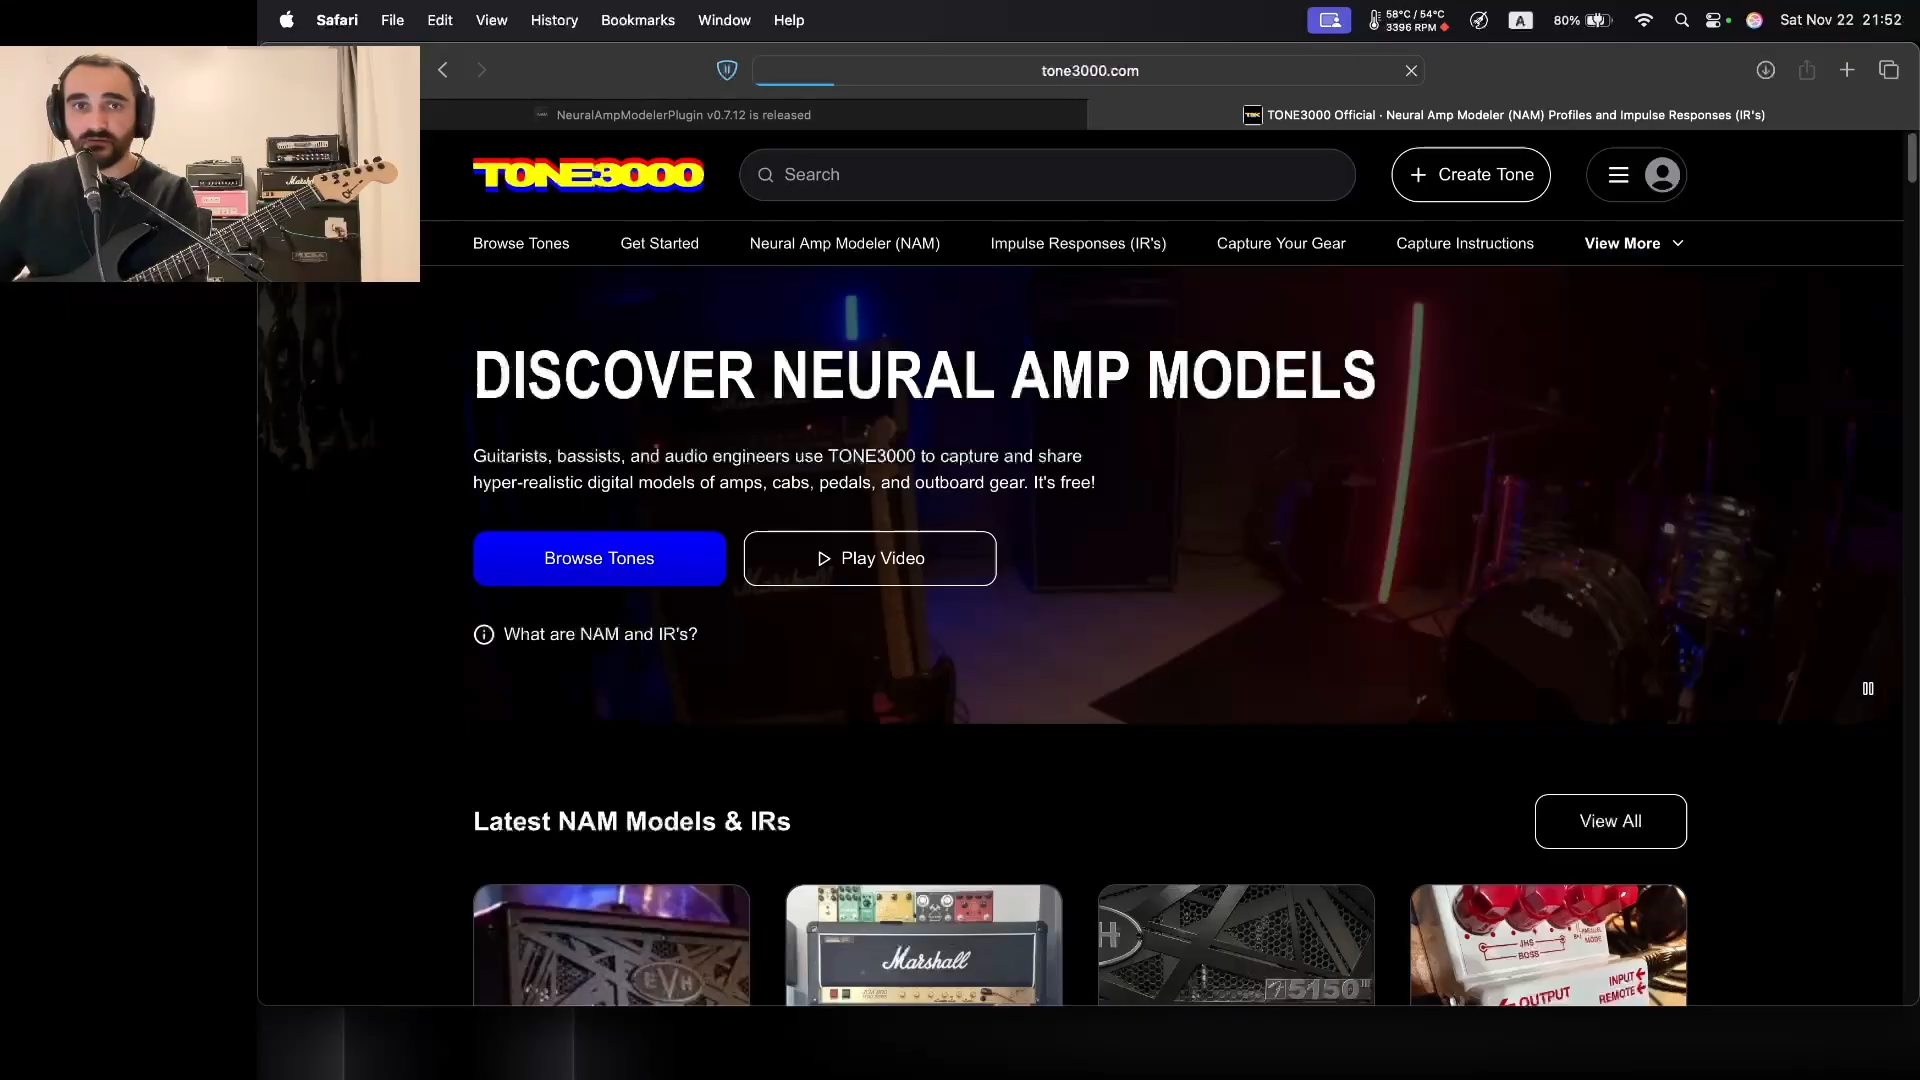 Safari File Edit View History Bookmarks Window Help
58°C / 54°C
3396 RPM
A
80%
Sat Nov 22 21:52
tone3000.com
NeuralAmpModelerPlugin v0.7.12 is released
TONE3000 Official · Neural Amp Modeler (NAM) Profiles and Impulse Responses (IR's)
TONE3000
Search
Create Tone
Browse Tones
Get Started
Neural Amp Modeler (NAM)
Impulse Responses (IR's)
Capture Your Gear
Capture Instructions
View More
DISCOVER NEURAL AMP MODELS
Guitarists, bassists, and audio engineers use TONE3000 to capture and share
hyper-realistic digital models of amps, cabs, pedals, and outboard gear. It's free!
Browse Tones
Play Video
What are NAM and IR's?
Marshall
Latest NAM Models & IRs
View All
EVH
Marshall
H
5150
JHS
BOSS
MODE
INPUT
REMOTE
OUTPUT